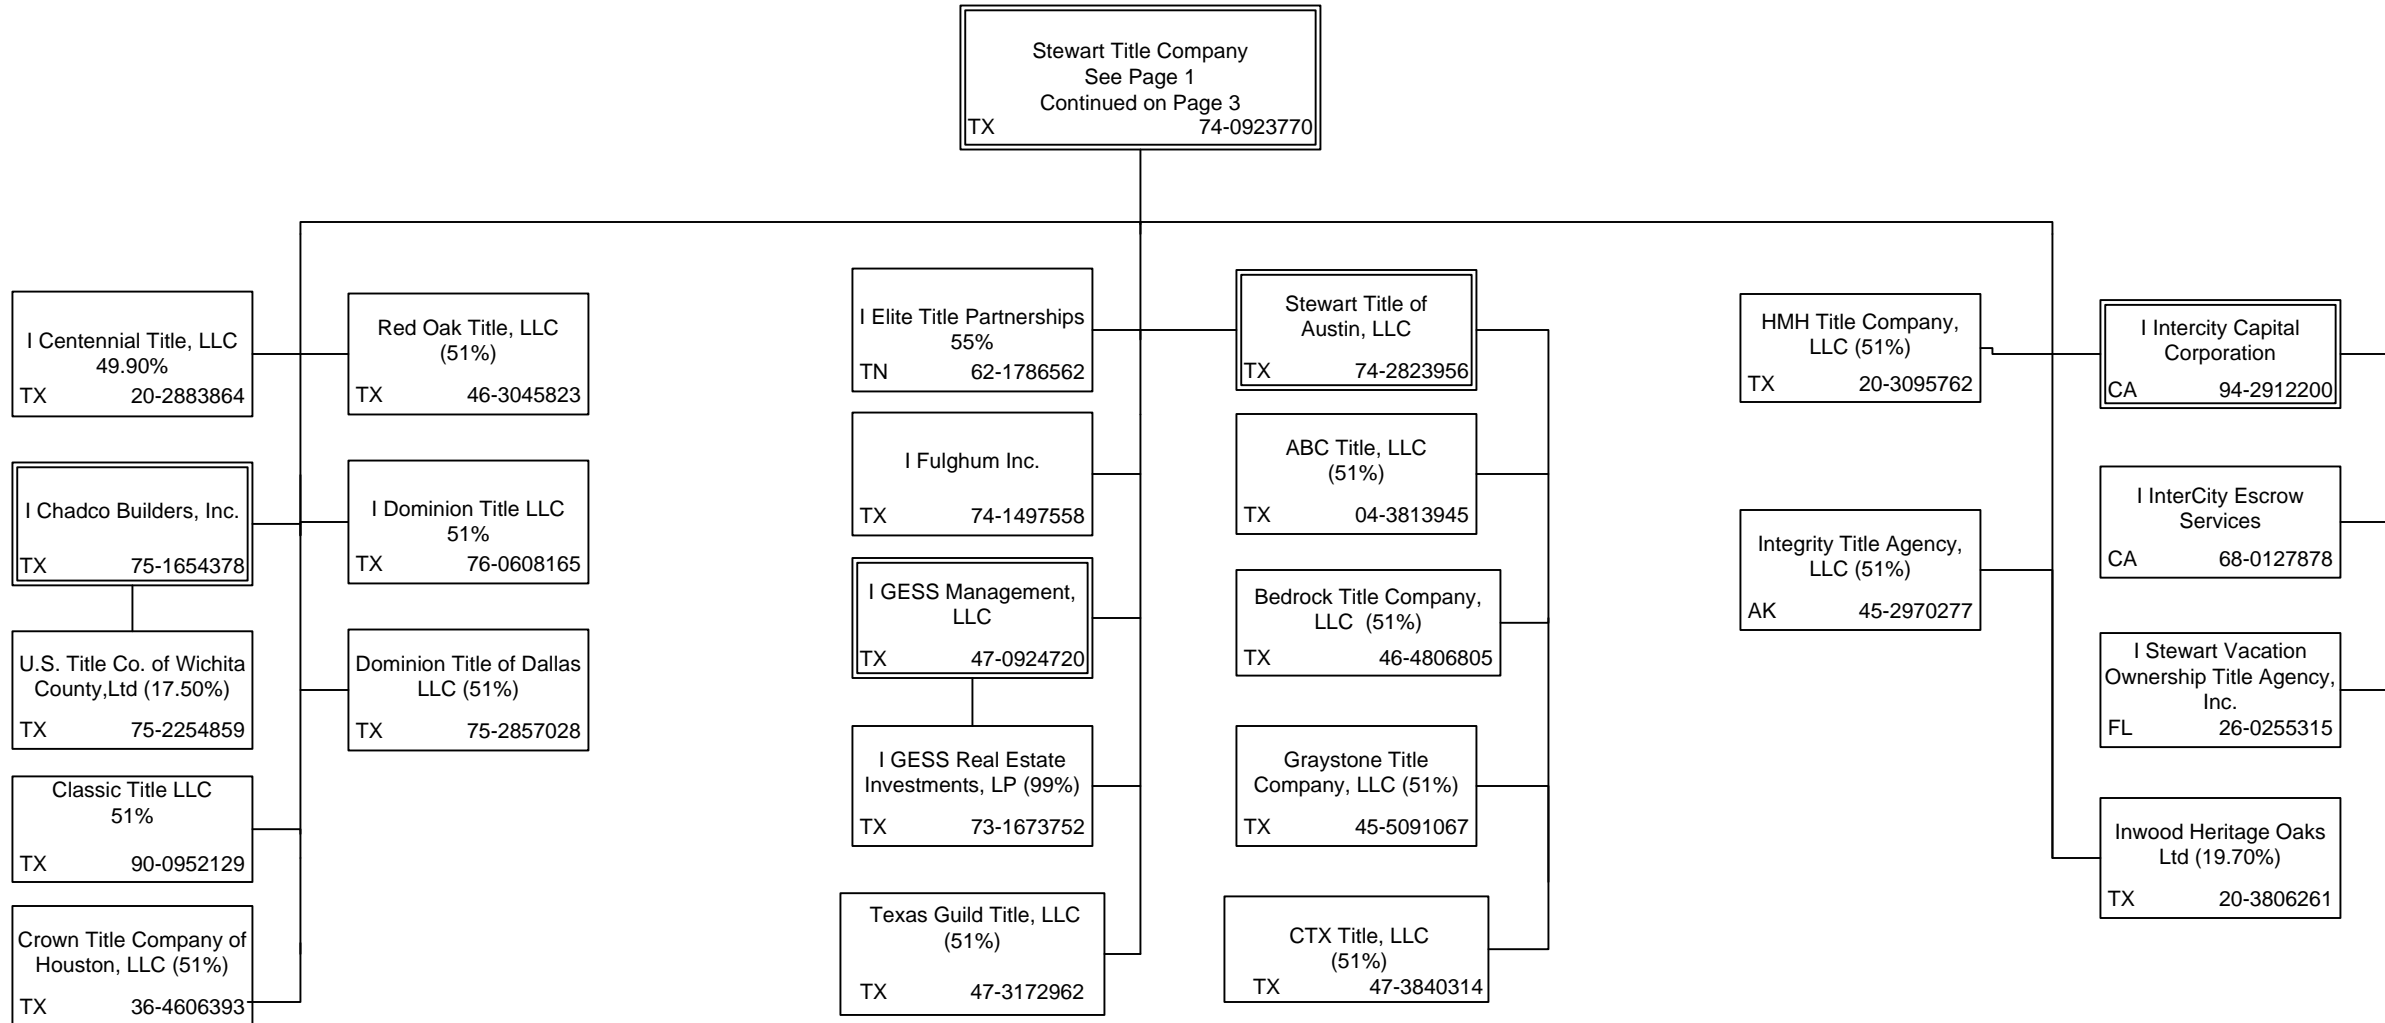 Stewart Title Company
See Page 1
Continued on Page 3
TX 74-0923770
I Centennial Title, LLC
49.90%
TX 20-2883864
Red Oak Title, LLC
(51%)
TX 46-3045823
I Chadco Builders, Inc.
TX 75-1654378
I Dominion Title LLC
51%
TX 76-0608165
U.S. Title Co. of Wichita
County,Ltd (17.50%)
TX 75-2254859
Dominion Title of Dallas
LLC (51%)
TX 75-2857028
Classic Title LLC
51%
TX 90-0952129
Crown Title Company of
Houston, LLC (51%)
TX 36-4606393
I Elite Title Partnerships
55%
TN 62-1786562
I Fulghum Inc.
TX 74-1497558
I GESS Management,
LLC
TX 47-0924720
I GESS Real Estate
Investments, LP (99%)
TX 73-1673752
Texas Guild Title, LLC
(51%)
TX 47-3172962
Stewart Title of
Austin, LLC
TX 74-2823956
ABC Title, LLC
(51%)
TX 04-3813945
Bedrock Title Company,
LLC (51%)
TX 46-4806805
Graystone Title
Company, LLC (51%)
TX 45-5091067
CTX Title, LLC
(51%)
TX 47-3840314
HMH Title Company,
LLC (51%)
TX 20-3095762
Integrity Title Agency,
LLC (51%)
AK 45-2970277
I Intercity Capital
Corporation
CA 94-2912200
I InterCity Escrow
Services
CA 68-0127878
I Stewart Vacation
Ownership Title Agency,
Inc.
FL 26-0255315
Inwood Heritage Oaks
Ltd (19.70%)
TX 20-3806261